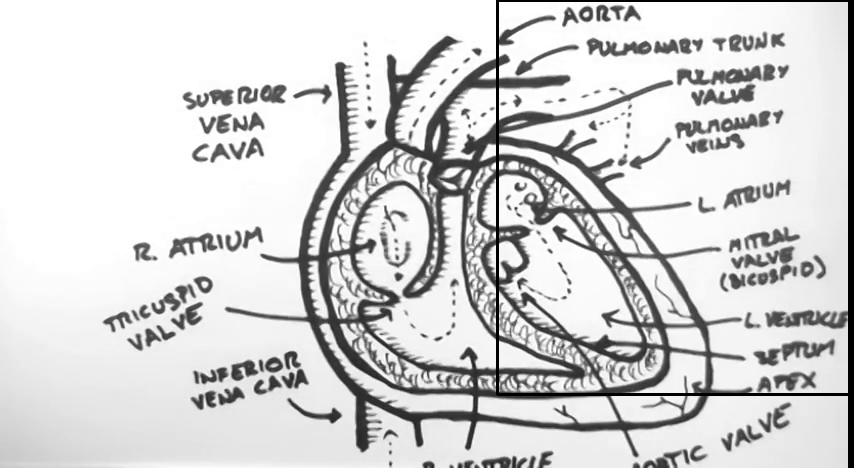 AORTA
PULMONARY TRUNK
PULMONARY
VALVE
SUPERIOR
VENA
CAVA
PULMONARY
VEINS
L. ATRIUM
R. ATRIUM
MITRAL
VALVE
(BICUSPID)
TRICUSPID
VALVE
L. VENTRICLE
SEPTUM
INFERIOR
VENA CAVA
APEX
R. VENTRICLE
AORTIC VALVE